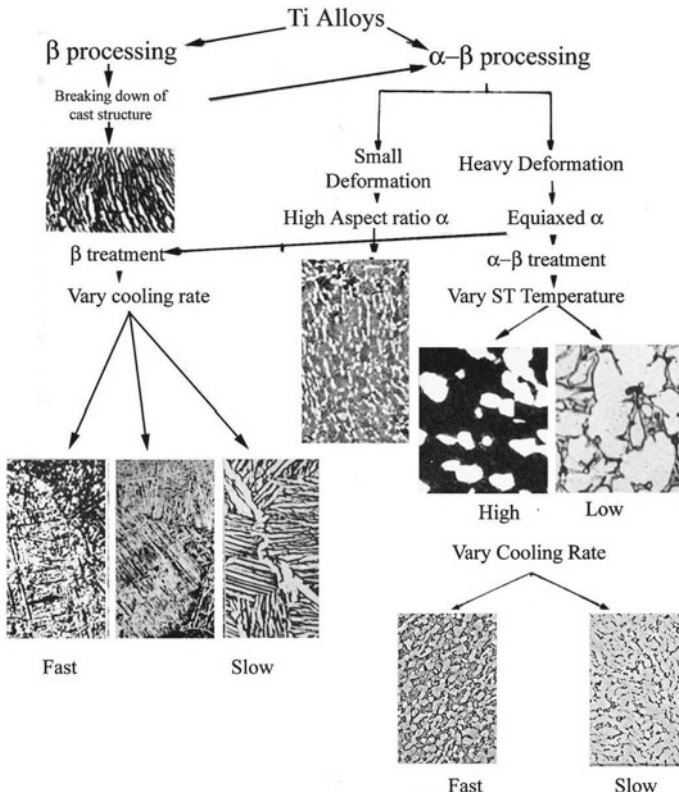 Ti Alloys
β processing
α–β processing
Breaking down of
cast structure
Small
Deformation
Heavy Deformation
High Aspect ratio α
Equiaxed α
β treatment
α–β treatment
Vary cooling rate
Vary ST Temperature
High
Low
Vary Cooling Rate
Fast
Slow
Fast
Slow